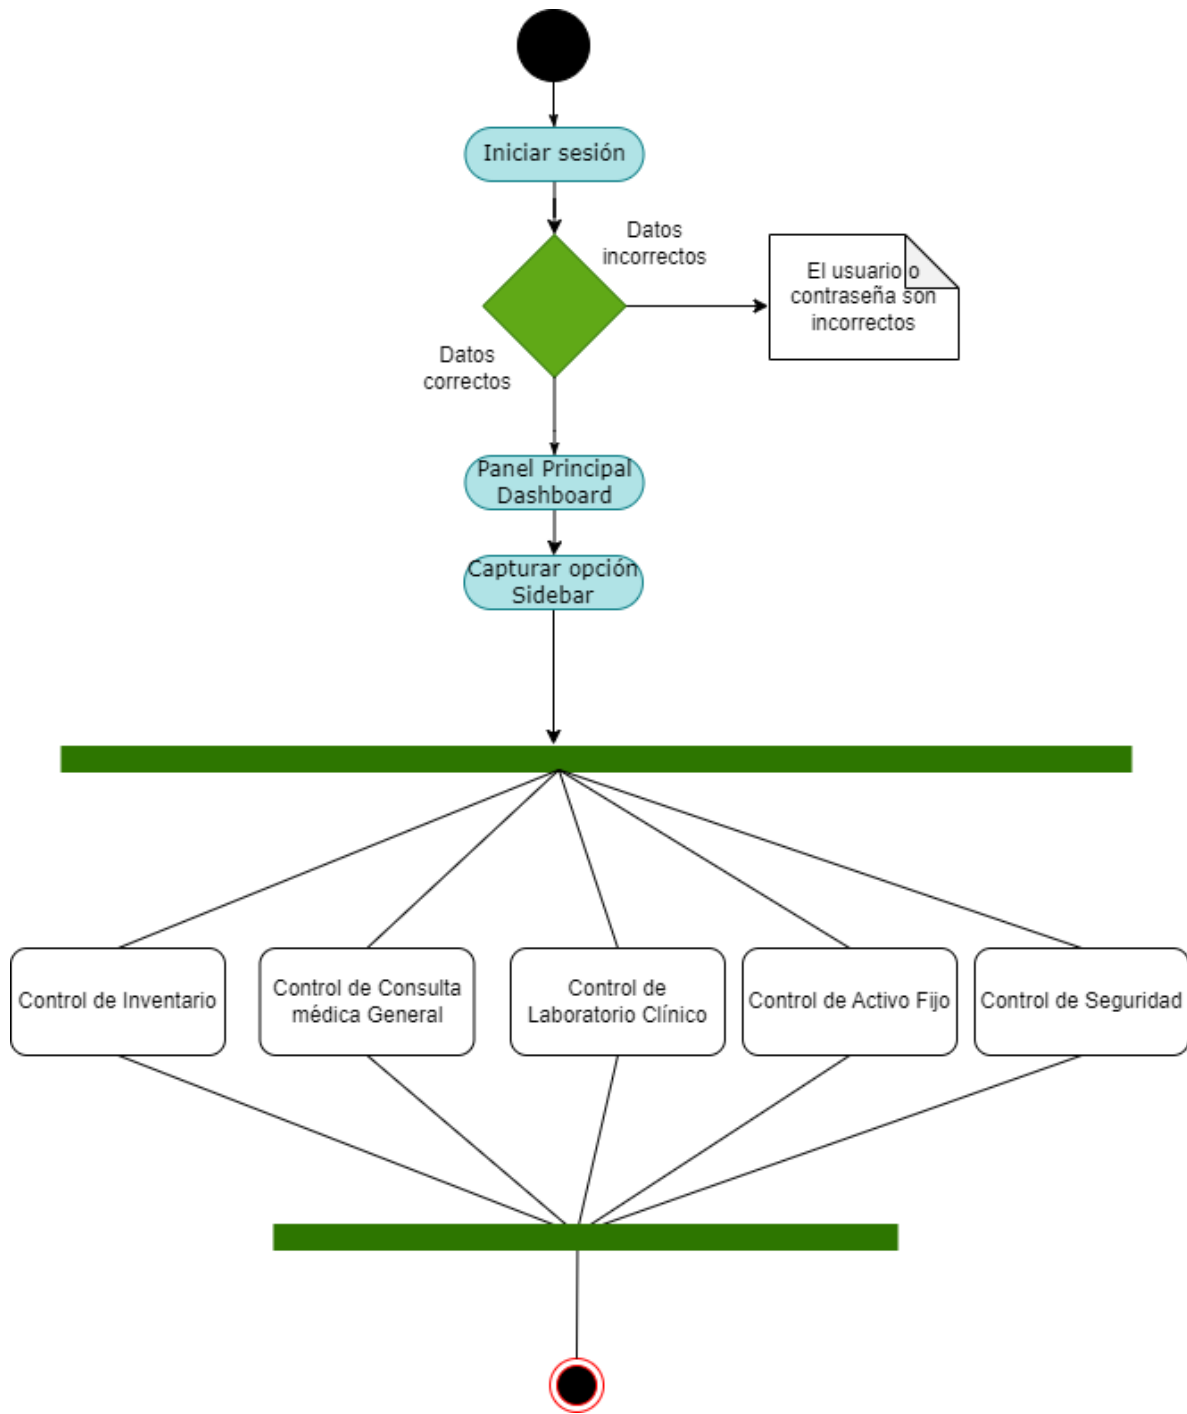 Iniciar sesión
Datos
incorrectos
El usuario o
contraseña son
incorrectos
Datos
correctos
Panel Principal
Dashboard
Capturar opción
Sidebar
Control de Inventario
Control de Consulta
médica General
Control de
Laboratorio Clínico
Control de Activo Fijo
Control de Seguridad